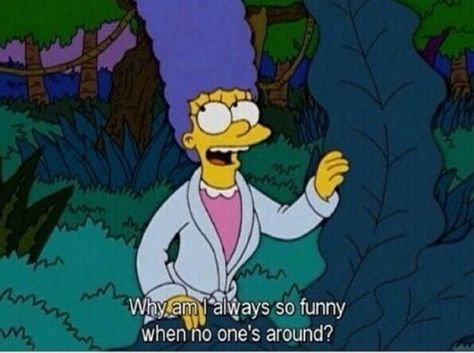 Why am I always so funny
when no one's around?